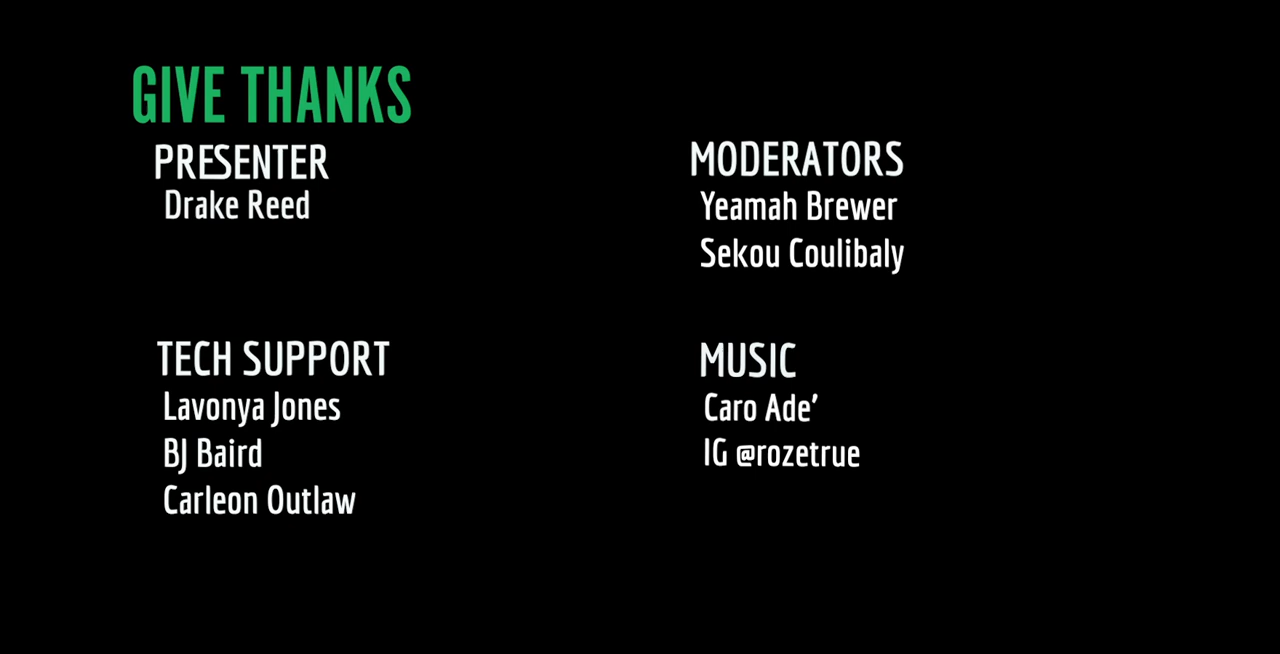 GIVE THANKS
PRESENTER
Drake Reed
MODERATORS
Yeamah Brewer
Sekou Coulibaly
TECH SUPPORT
Lavonya Jones
BJ Baird
Carleon Outlaw
MUSIC
Caro Ade’
IG @rozetrue